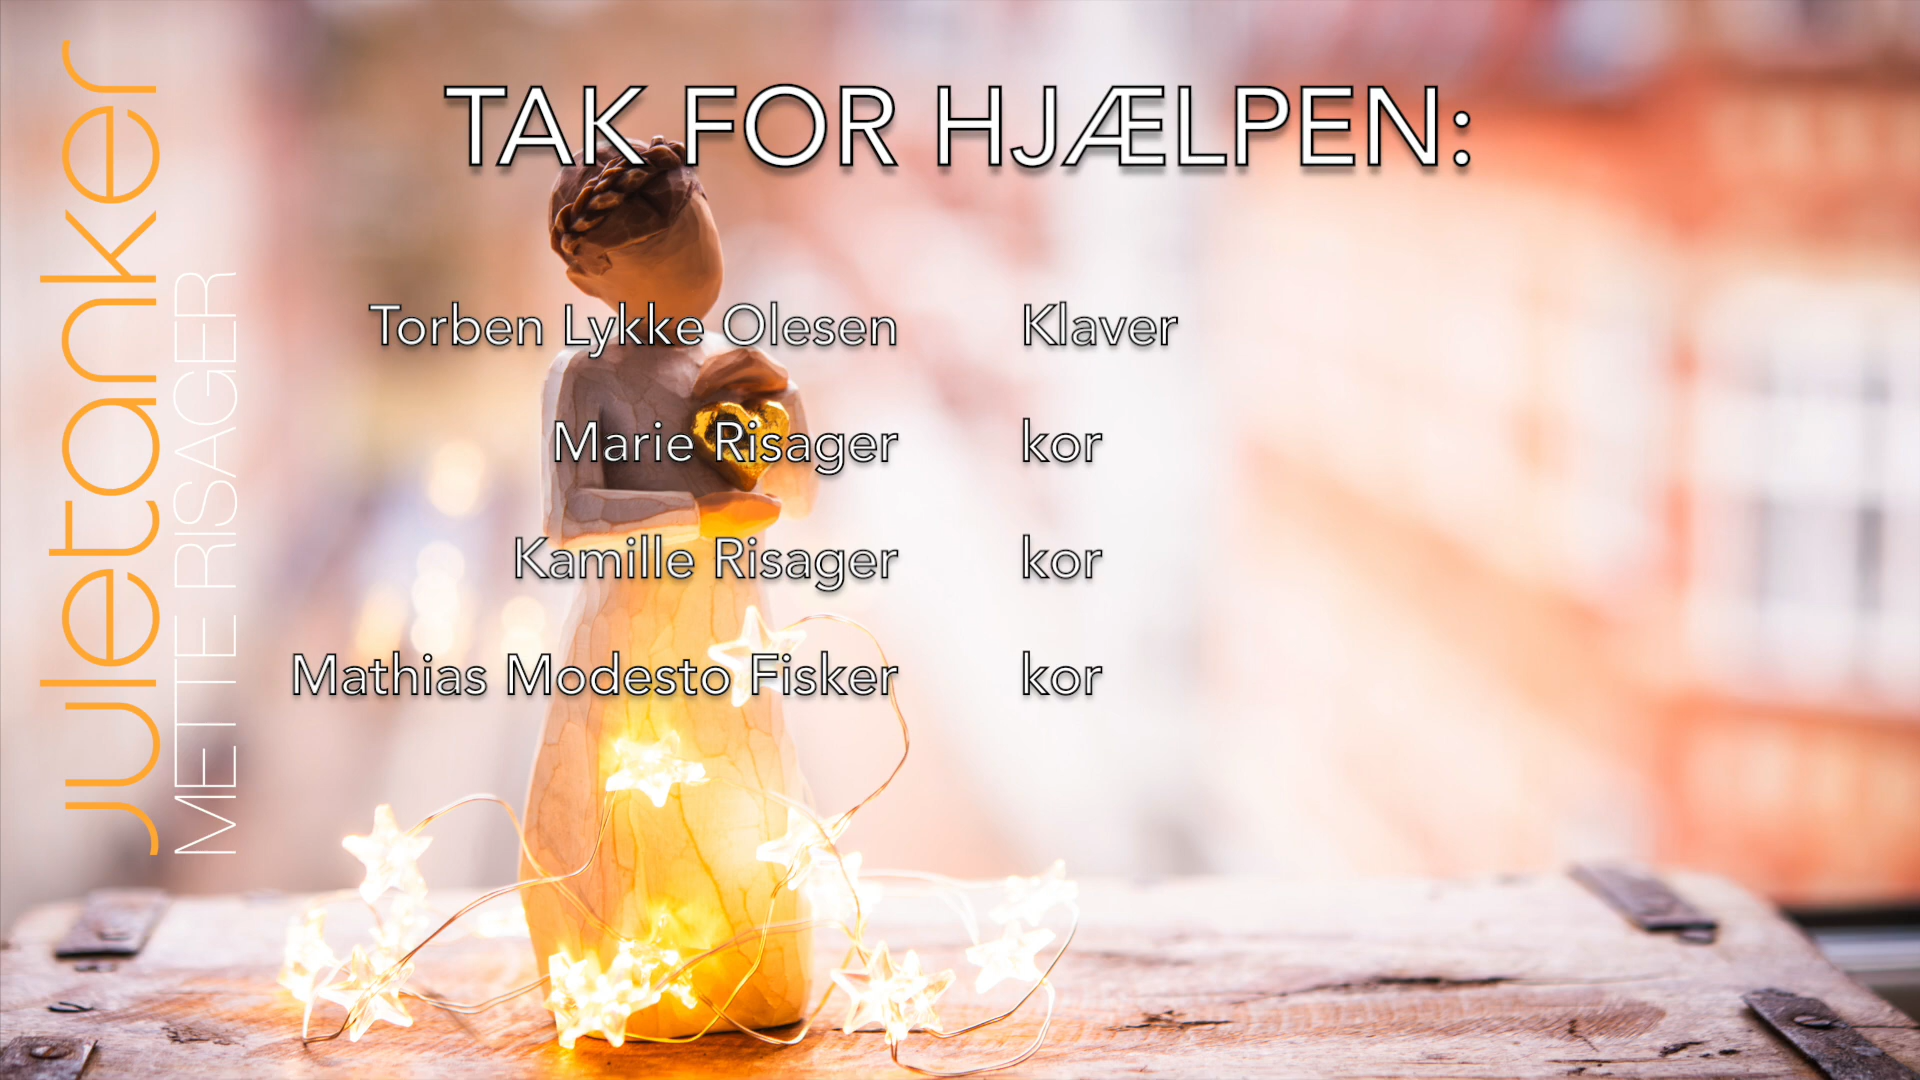 juletanker
METTE RISAGER
TAK FOR HJÆLPEN:
Torben Lykke Olesen Klaver
Marie Risager kor
Kamille Risager kor
Mathias Modesto Fisker kor